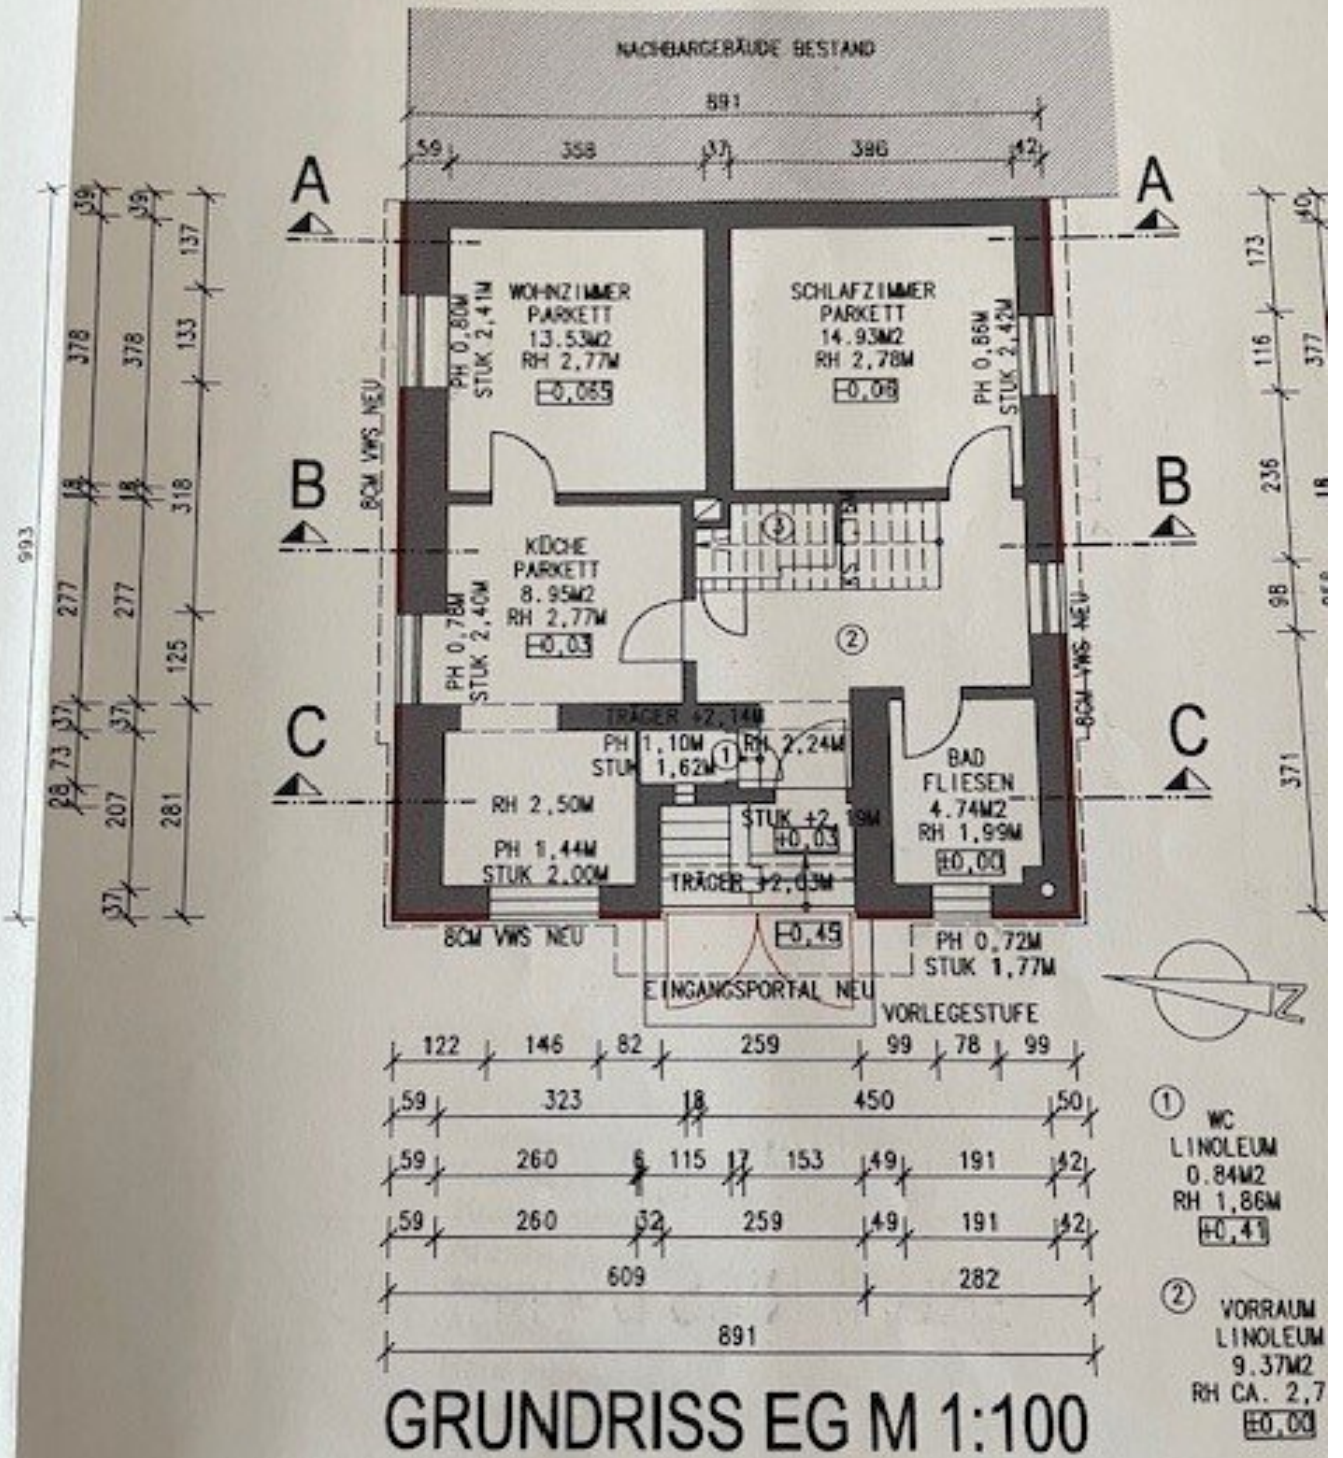 NACHBARGEBÄUDE BESTAND
891
59 358 37 386 42
A A
39 39 137
173 40
WOHNZIMMER
PARKETT
13.53M2
RH 2,77M
-0,065
PH 0,80M
STUK 2,41M
SCHLAFZIMMER
PARKETT
14.93M2
RH 2,78M
-0,06
PH 0,86M
STUK 2,42M
378 378 133
116 377
8CM VWS NEU
B B
18 18 318
236 18
993
KÜCHE
PARKETT
8.95M2
RH 2,77M
-0,03
PH 0,78M
STUK 2,40M
3
2
277 277 125
98
8CM VWS NEU
C C
37 37
TRÄGER +2,14M
PH 1,10M
STUK 1,62M
1
RH 2,24M
BAD
FLIESEN
4.74M2
RH 1,99M
±0,00
73
28 207 281
37
371
RH 2,50M
PH 1,44M
STUK 2,00M
STUK +2,19M
+0,03
TRÄGER +2,03M
-0,45
8CM VWS NEU
PH 0,72M
STUK 1,77M
EINGANGSPORTAL NEU
VORLEGESTUFE
N
122 146 82 259 99 78 99
59 323 18 450 50
59 260 6 115 17 153 49 191 42
59 260 32 259 49 191 42
609 282
891
1
WC
LINOLEUM
0.84M2
RH 1,86M
+0,41
2
VORRAUM
LINOLEUM
9.37M2
RH CA. 2,7
±0,00
GRUNDRISS EG M 1:100